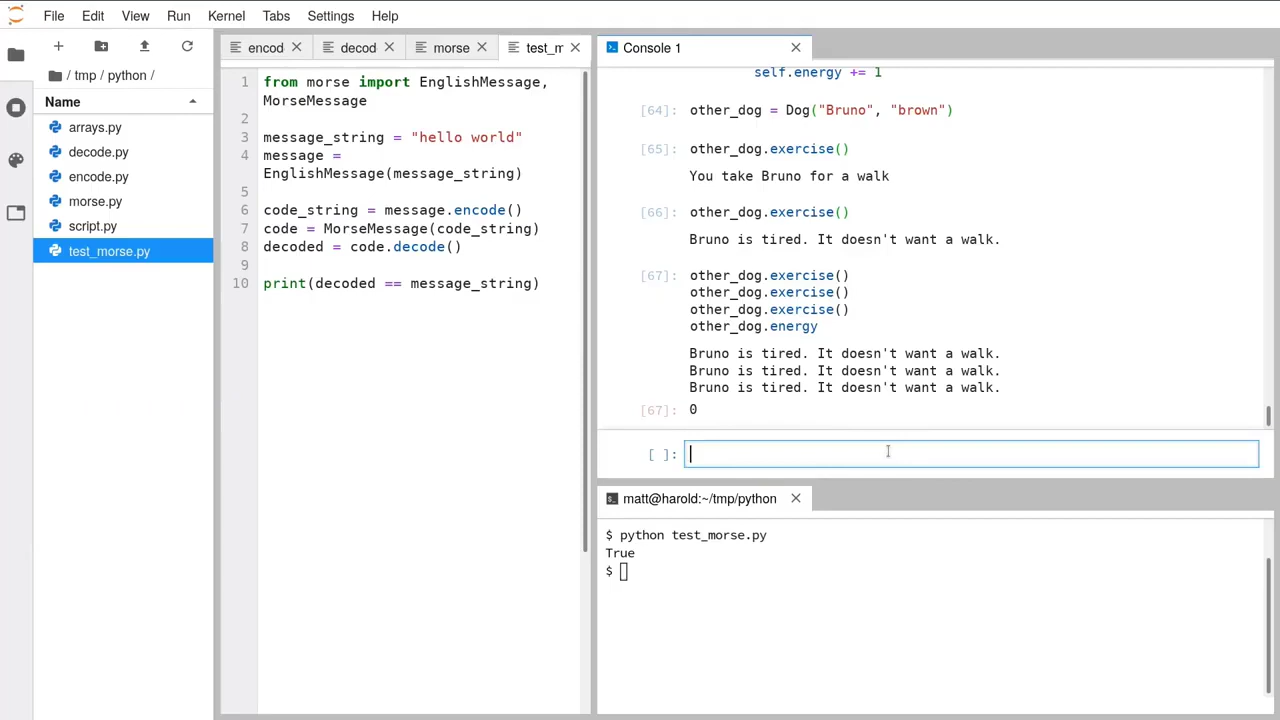 File Edit View Run Kernel Tabs Settings Help
/ tmp / python /
Name
arrays.py
decode.py
encode.py
morse.py
script.py
test_morse.py
encod
decod
morse
test_m
1 from morse import EnglishMessage,
MorseMessage
2
3 message_string = "hello world"
4 message =
EnglishMessage(message_string)
5
6 code_string = message.encode()
7 code = MorseMessage(code_string)
8 decoded = code.decode()
9
10 print(decoded == message_string)
Console 1
self.energy += 1
[64]: other_dog = Dog("Bruno", "brown")
[65]: other_dog.exercise()
You take Bruno for a walk
[66]: other_dog.exercise()
Bruno is tired. It doesn't want a walk.
[67]: other_dog.exercise()
other_dog.exercise()
other_dog.exercise()
other_dog.energy
Bruno is tired. It doesn't want a walk.
Bruno is tired. It doesn't want a walk.
Bruno is tired. It doesn't want a walk.
[67]: 0
[ ]:
matt@harold:~/tmp/python
$ python test_morse.py
True
$